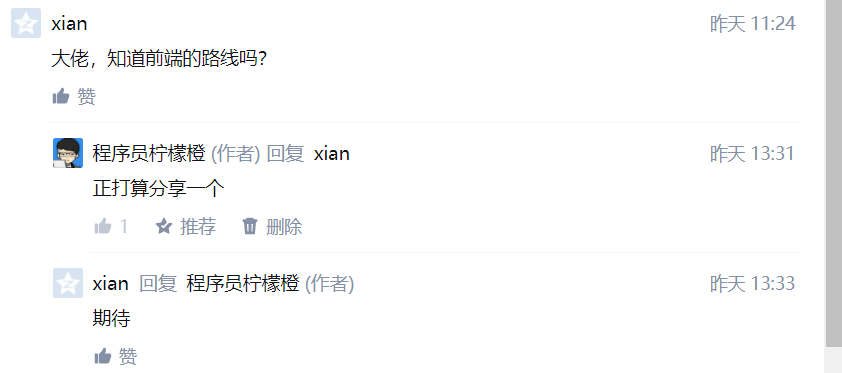 xian 昨天 11:24
大佬，知道前端的路线吗？
赞
程序员柠檬橙 (作者) 回复 xian 昨天 13:31
正打算分享一个
1 推荐 删除
xian 回复 程序员柠檬橙 (作者) 昨天 13:33
期待
赞